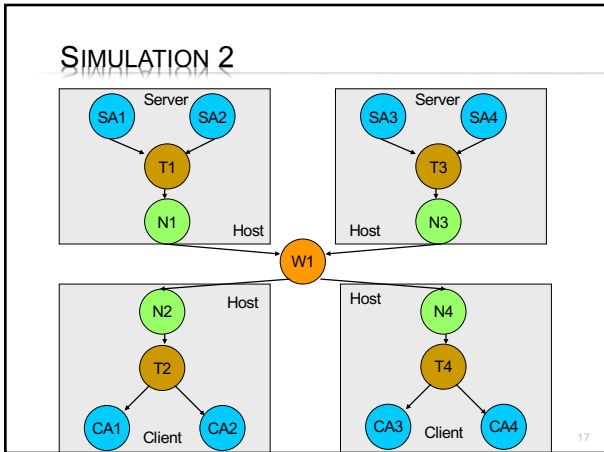 SIMULATION 2
Server
SA1 SA2
T1
N1
Host
Server
SA3 SA4
T3
N3
Host
W1
Host
N2
T2
CA1 CA2
Client
Host
N4
T4
CA3 CA4
Client
17